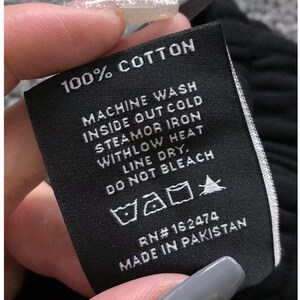 100% COTTON
MACHINE WASH
INSIDE OUT COLD
STEAMOR IRON
WITHLOW HEAT
LINE DRY.
DO NOT BLEACH
RN# 162474
MADE IN PAKISTAN